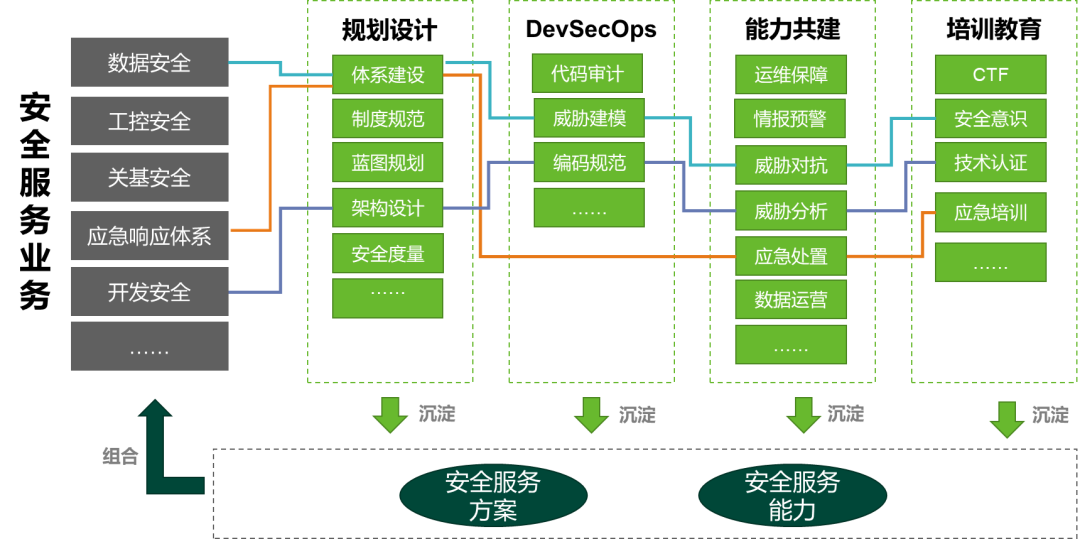 安全服务业务
数据安全
工控安全
关基安全
应急响应体系
开发安全
……
规划设计
体系建设
制度规范
蓝图规划
架构设计
安全度量
……
DevSecOps
代码审计
威胁建模
编码规范
……
能力共建
运维保障
情报预警
威胁对抗
威胁分析
应急处置
数据运营
……
培训教育
CTF
安全意识
技术认证
应急培训
……
沉淀
沉淀
沉淀
沉淀
组合
安全服务
方案
安全服务
能力